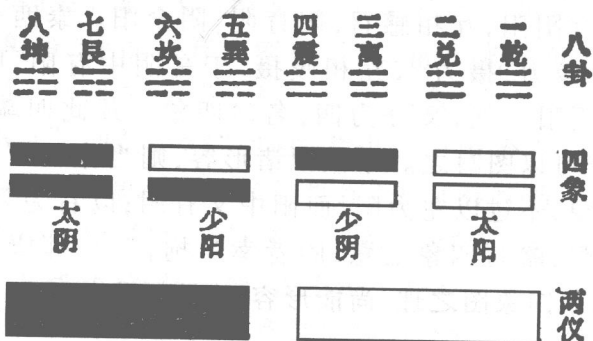 八卦
一乾
二兑
三离
四震
五巽
六坎
七艮
八坤
四象
太阳
少阴
少阳
太阴
两仪